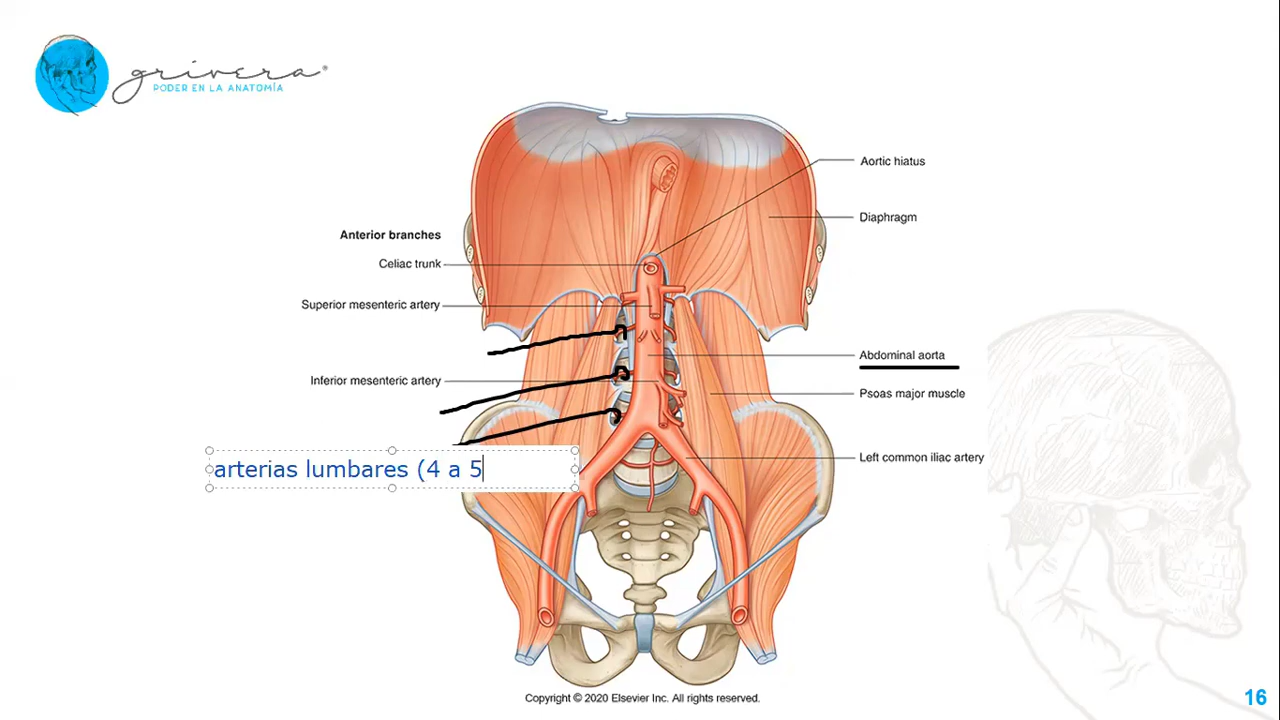 grivera®
PODER EN LA ANATOMÍA
Aortic hiatus
Diaphragm
Anterior branches
Celiac trunk
Superior mesenteric artery
Abdominal aorta
Inferior mesenteric artery
Psoas major muscle
Left common iliac artery
arterias lumbares (4 a 5
Copyright © 2020 Elsevier Inc. All rights reserved.
16